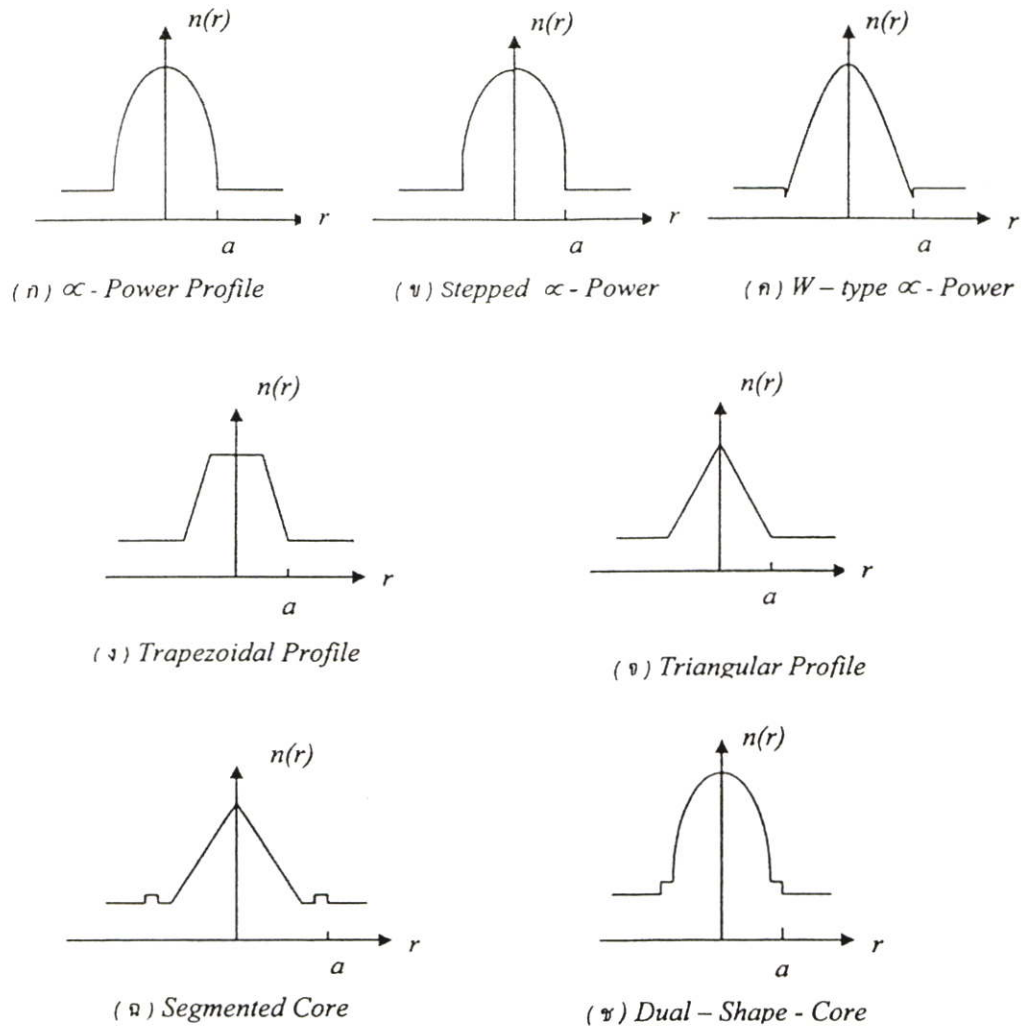 n(r) n(r) n(r)
r r r
a a a
(ก) ∝ - Power Profile (ข) Stepped ∝ - Power (ค) W – type ∝ - Power
n(r) n(r)
r r
a a
(ง) Trapezoidal Profile (จ) Triangular Profile
n(r) n(r)
r r
a a
(ฉ) Segmented Core (ช) Dual – Shape - Core